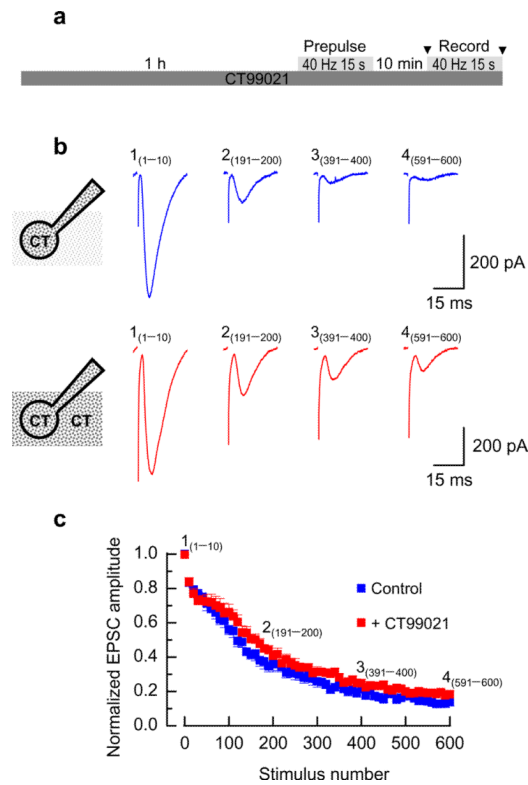 a
Prepulse Record
1 h 40 Hz 15 s 10 min 40 Hz 15 s
CT99021
b
1(1–10) 2(191–200) 3(391–400) 4(591–600)
CT
200 pA
15 ms
1(1–10) 2(191–200) 3(391–400) 4(591–600)
CT CT
200 pA
15 ms
c
1(1–10)
1.0
Control
0.8
+ CT99021
0.6
2(191–200)
0.4
3(391–400)
4(591–600)
0.2
0.0
0 100 200 300 400 500 600
Normalized EPSC amplitude
Stimulus number